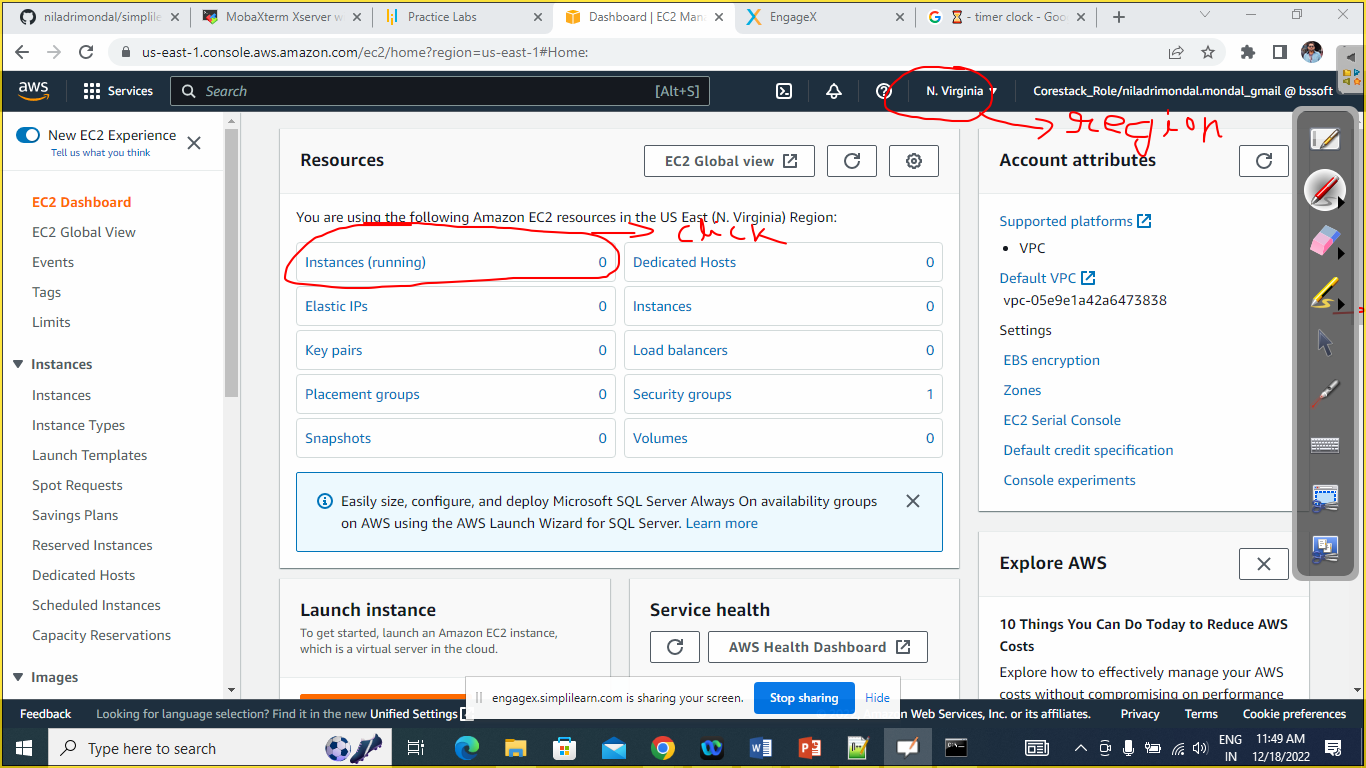 niladrimondal/simplile
MobaXterm Xserver w
Practice Labs
Dashboard | EC2 Man
EngageX
- timer clock - Goo
us-east-1.console.aws.amazon.com/ec2/home?region=us-east-1#Home:
aws
Services
Search
[Alt+S]
N. Virginia
Corestack_Role/niladrimondal.mondal_gmail @ bssoft
region
New EC2 Experience
Tell us what you think
EC2 Dashboard
EC2 Global View
Events
Tags
Limits
Instances
Instances
Instance Types
Launch Templates
Spot Requests
Savings Plans
Reserved Instances
Dedicated Hosts
Scheduled Instances
Capacity Reservations
Images
Resources
EC2 Global view
You are using the following Amazon EC2 resources in the US East (N. Virginia) Region:
click
Instances (running) 0
Dedicated Hosts 0
Elastic IPs 0
Instances 0
Key pairs 0
Load balancers 0
Placement groups 0
Security groups 1
Snapshots 0
Volumes 0
Easily size, configure, and deploy Microsoft SQL Server Always On availability groups
on AWS using the AWS Launch Wizard for SQL Server. Learn more
Launch instance
To get started, launch an Amazon EC2 instance,
which is a virtual server in the cloud.
Service health
AWS Health Dashboard
Account attributes
Supported platforms
VPC
Default VPC
vpc-05e9e1a42a6473838
Settings
EBS encryption
Zones
EC2 Serial Console
Default credit specification
Console experiments
Explore AWS
10 Things You Can Do Today to Reduce AWS
Costs
Explore how to effectively manage your AWS
costs without compromising on performance
engagex.simplilearn.com is sharing your screen.
Stop sharing
Hide
Feedback
Looking for language selection? Find it in the new Unified Settings
Web Services, Inc. or its affiliates.
Privacy
Terms
Cookie preferences
Type here to search
ENG
IN
11:49 AM
12/18/2022